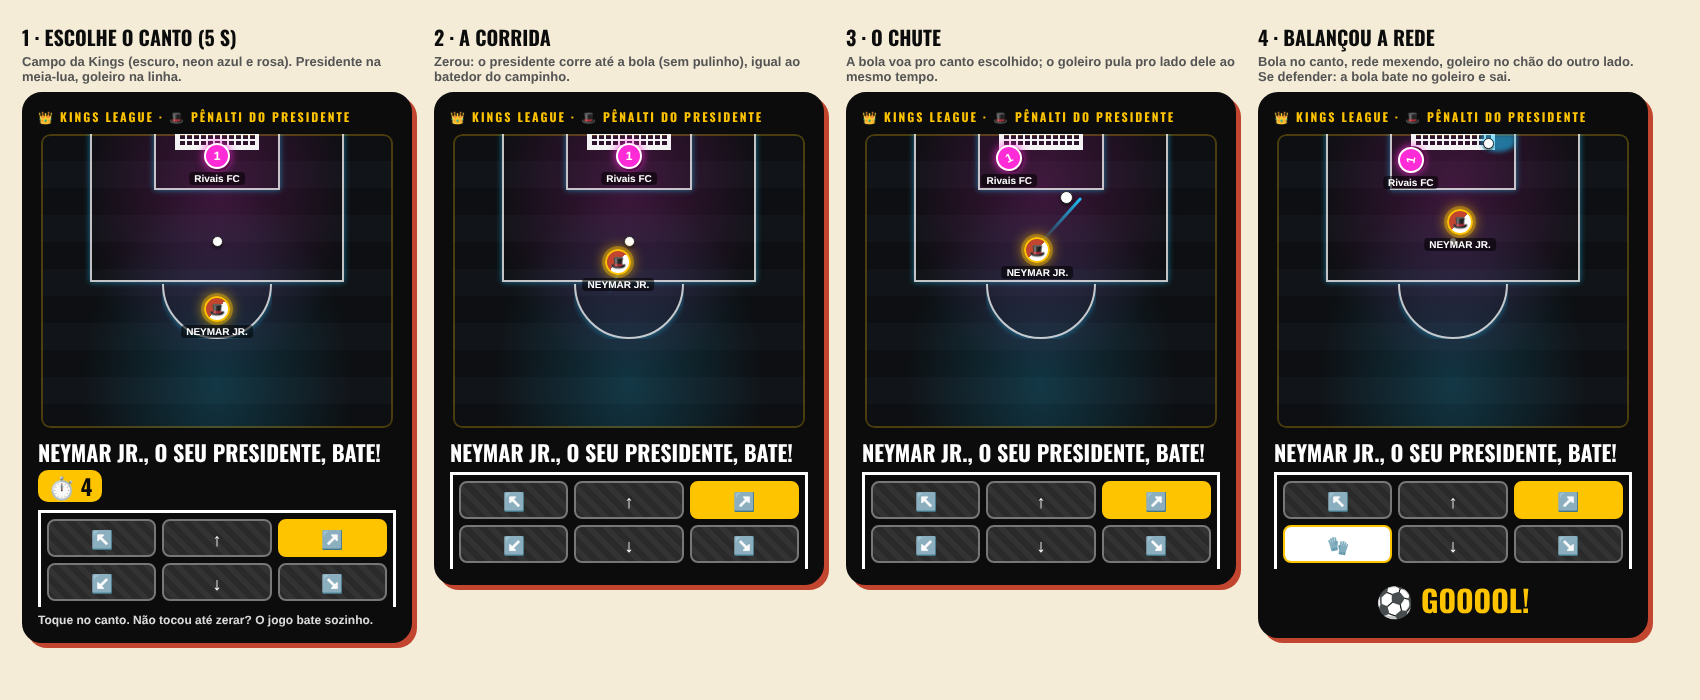 1 · ESCOLHE O CANTO (5 S)
Campo da Kings (escuro, neon azul e rosa). Presidente na
meia-lua, goleiro na linha.
👑 KINGS LEAGUE · 🎩 PÊNALTI DO PRESIDENTE
1
Rivais FC
NEYMAR JR.
NEYMAR JR., O SEU PRESIDENTE, BATE!
⏱️ 4
↖️ ↑ ↗️
↙️ ↓ ↘️
Toque no canto. Não tocou até zerar? O jogo bate sozinho.
2 · A CORRIDA
Zerou: o presidente corre até a bola (sem pulinho), igual ao
batedor do campinho.
👑 KINGS LEAGUE · 🎩 PÊNALTI DO PRESIDENTE
1
Rivais FC
NEYMAR JR.
NEYMAR JR., O SEU PRESIDENTE, BATE!
↖️ ↑ ↗️
↙️ ↓ ↘️
3 · O CHUTE
A bola voa pro canto escolhido; o goleiro pula pro lado dele ao
mesmo tempo.
👑 KINGS LEAGUE · 🎩 PÊNALTI DO PRESIDENTE
1
Rivais FC
NEYMAR JR.
NEYMAR JR., O SEU PRESIDENTE, BATE!
↖️ ↑ ↗️
↙️ ↓ ↘️
4 · BALANÇOU A REDE
Bola no canto, rede mexendo, goleiro no chão do outro lado.
Se defender: a bola bate no goleiro e sai.
👑 KINGS LEAGUE · 🎩 PÊNALTI DO PRESIDENTE
1
Rivais FC
NEYMAR JR.
NEYMAR JR., O SEU PRESIDENTE, BATE!
↖️ ↑ ↗️
🧤 ↓ ↘️
⚽ GOOOOL!